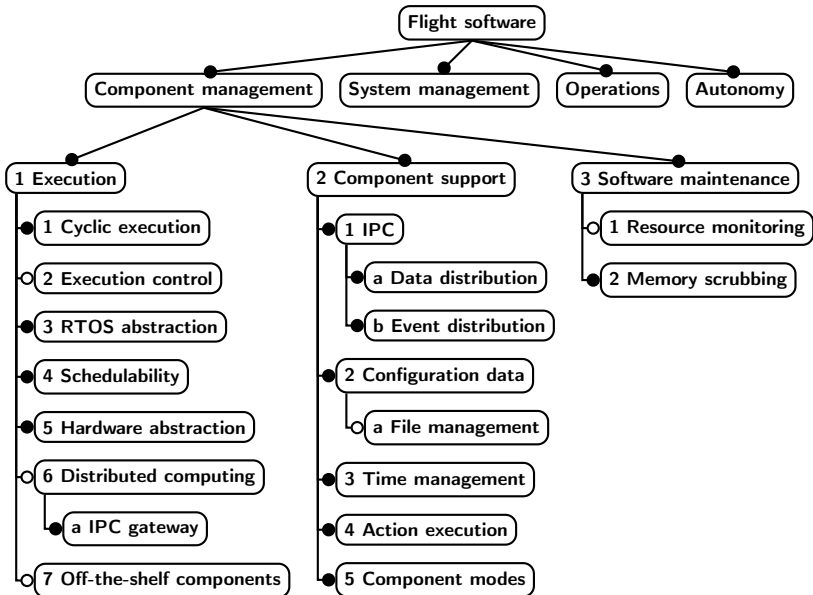 Flight software
Component management
System management
Operations
Autonomy
1 Execution
1 Cyclic execution
2 Execution control
3 RTOS abstraction
4 Schedulability
5 Hardware abstraction
6 Distributed computing
a IPC gateway
7 Off-the-shelf components
2 Component support
1 IPC
a Data distribution
b Event distribution
2 Configuration data
a File management
3 Time management
4 Action execution
5 Component modes
3 Software maintenance
1 Resource monitoring
2 Memory scrubbing